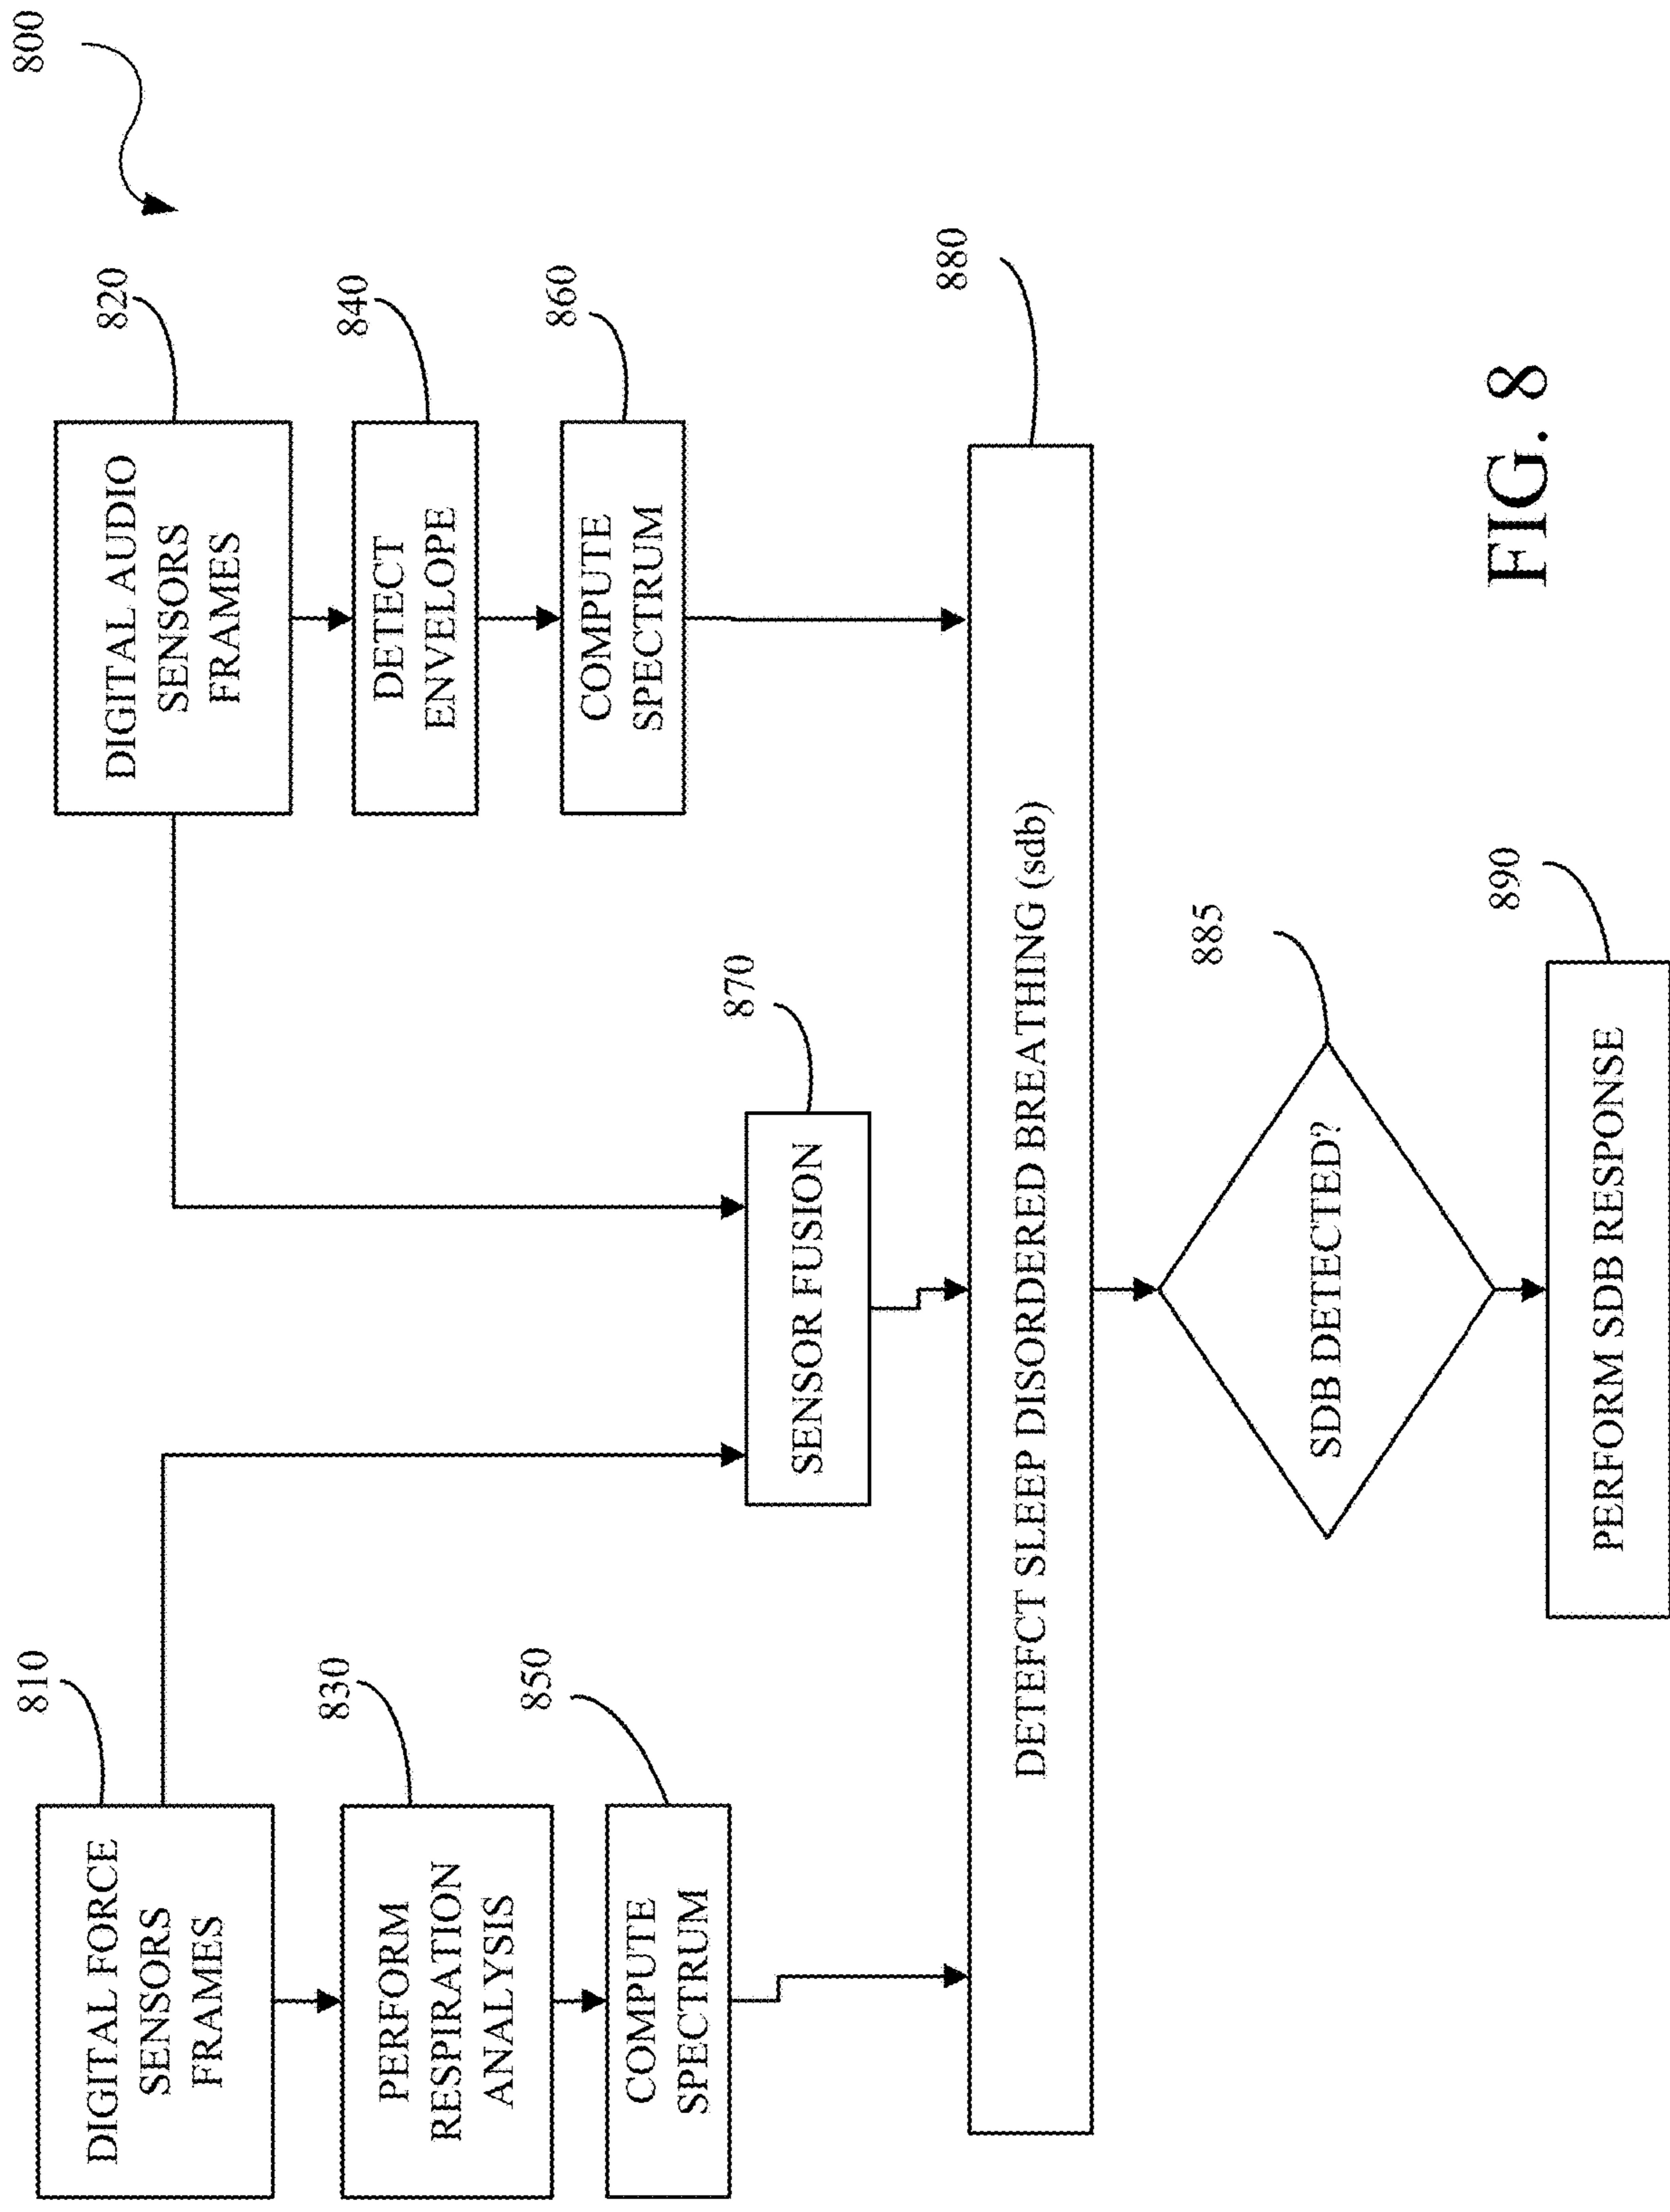 800
810
DIGITAL FORCE
SENSORS
FRAMES
820
DIGITAL AUDIO
SENSORS
FRAMES
830
PERFORM
RESPIRATION
ANALYSIS
840
DETECT
ENVELOPE
850
COMPUTE
SPECTRUM
860
COMPUTE
SPECTRUM
870
SENSOR FUSION
880
DETEFCT SLEEP DISORDERED BREATHING (sdb)
885
SDB DETECTED?
890
PERFORM SDB RESPONSE
FIG. 8